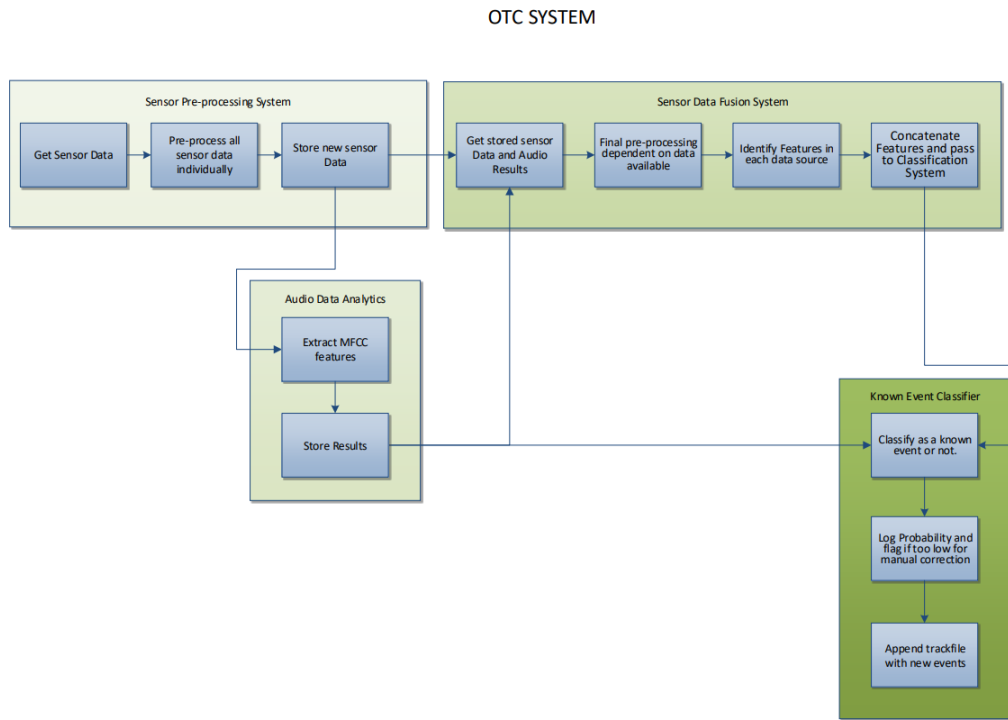 OTC SYSTEM
Sensor Pre-processing System
Get Sensor Data
Pre-process all
sensor data
individually
Store new sensor
Data
Sensor Data Fusion System
Get stored sensor
Data and Audio
Results
Final pre-processing
dependent on data
available
Identify Features in
each data source
Concatenate
Features and pass
to Classification
System
Audio Data Analytics
Extract MFCC
features
Store Results
Known Event Classifier
Classify as a known
event or not.
Log Probability and
flag if too low for
manual correction
Append trackfile
with new events